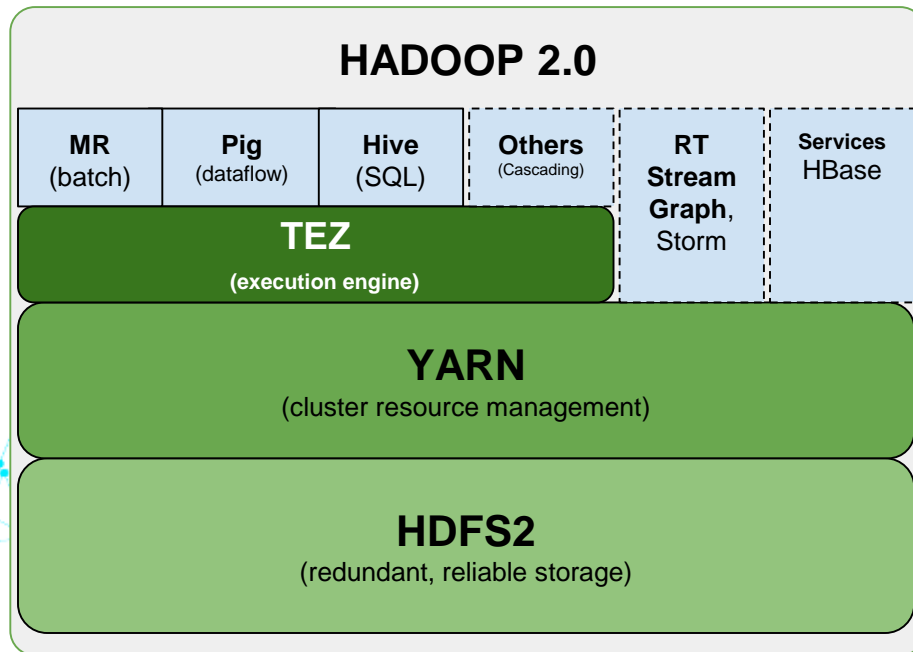 HADOOP 2.0
MR
(batch)
Pig
(dataflow)
Hive
(SQL)
Others
(Cascading)
RT
Stream
Graph,
Storm
Services
HBase
TEZ
(execution engine)
YARN
(cluster resource management)
HDFS2
(redundant, reliable storage)